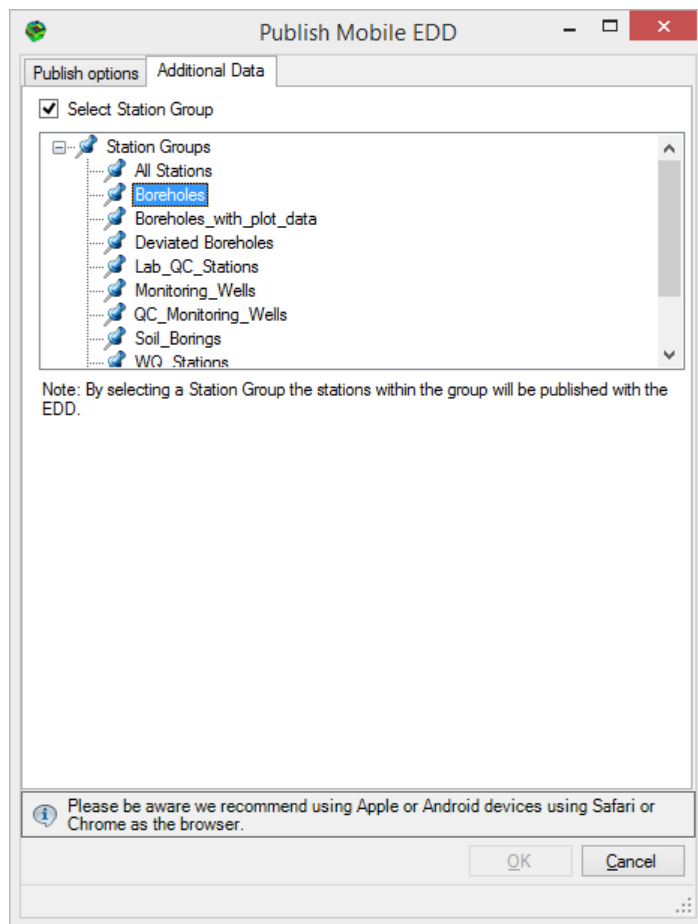 Publish Mobile EDD
Publish options
Additional Data
Select Station Group
Station Groups
All Stations
Boreholes
Boreholes_with_plot_data
Deviated Boreholes
Lab_QC_Stations
Monitoring_Wells
QC_Monitoring_Wells
Soil_Borings
WQ_Stations
Note: By selecting a Station Group the stations within the group will be published with the
EDD.
Please be aware we recommend using Apple or Android devices using Safari or
Chrome as the browser.
OK
Cancel